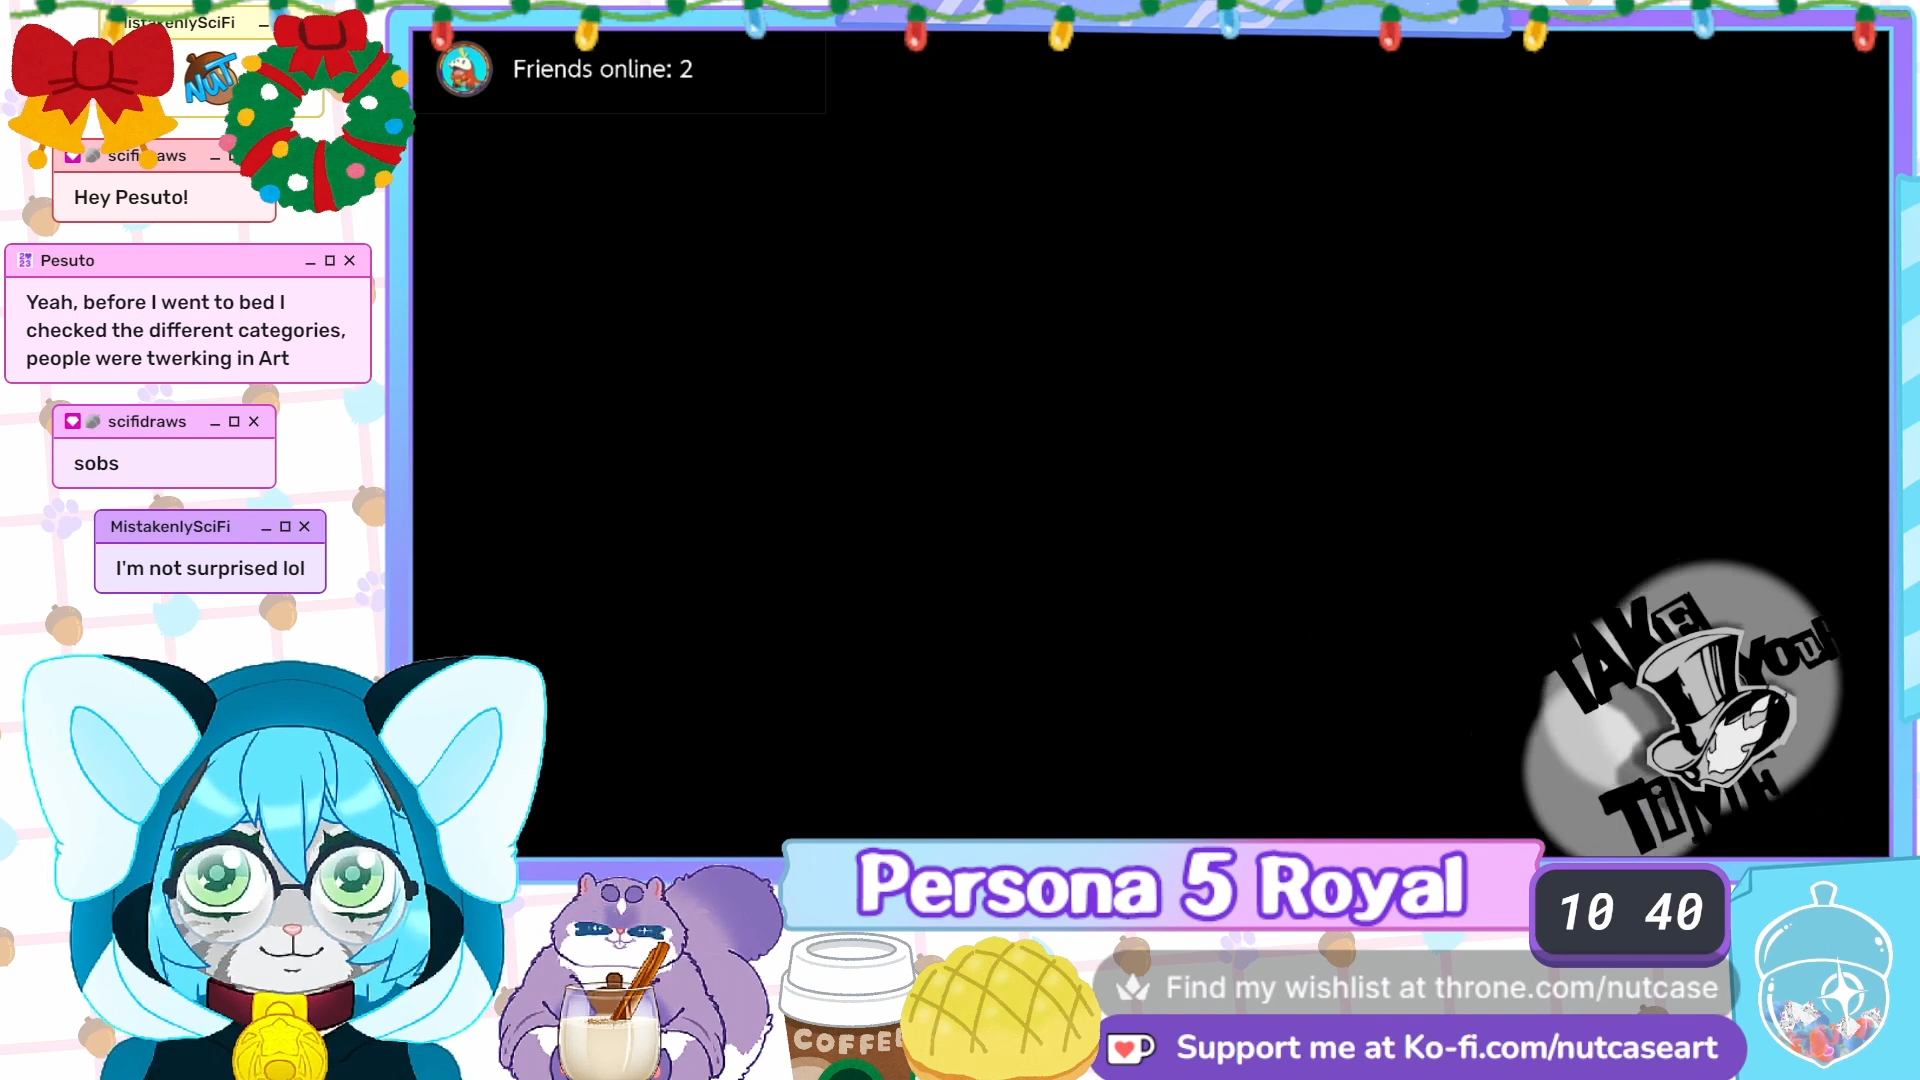 MistakenlySciFi
NUT
scifidraws
Hey Pesuto!
Pesuto
Yeah, before I went to bed I
checked the different categories,
people were twerking in Art
scifidraws
sobs
MistakenlySciFi
I'm not surprised lol
Friends online: 2
TAKE
YOUR
TIME
Persona 5 Royal
10 40
COFFEE
Find my wishlist at throne.com/nutcase
Support me at Ko-fi.com/nutcaseart